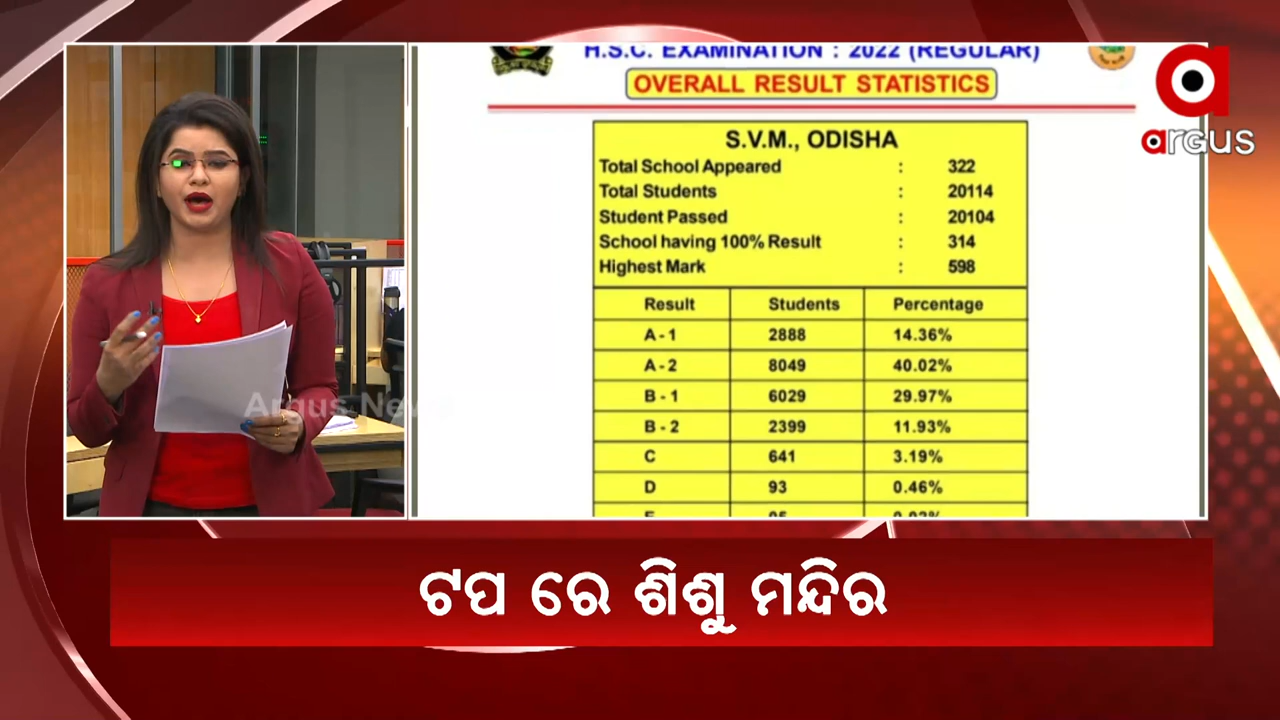 H.S.C. EXAMINATION : 2022 (REGULAR)
OVERALL RESULT STATISTICS
argus
S.V.M., ODISHA
Total School Appeared : 322
Total Students : 20114
Student Passed : 20104
School having 100% Result : 314
Highest Mark : 598
Result Students Percentage
A - 1 2888 14.36%
A - 2 8049 40.02%
B - 1 6029 29.97%
B - 2 2399 11.93%
C 641 3.19%
D 93 0.46%
Argus News
ଟପ ରେ ଶିଶୁ ମନ୍ଦିର